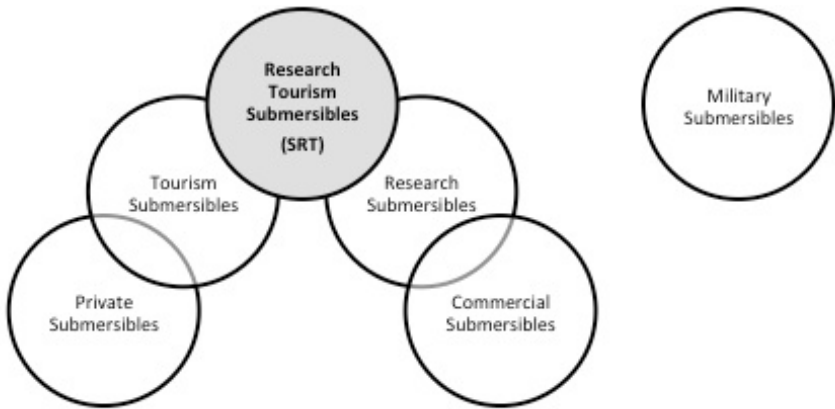 Research
Tourism
Submersibles
(SRT)
Military
Submersibles
Tourism
Submersibles
Research
Submersibles
Private
Submersibles
Commercial
Submersibles